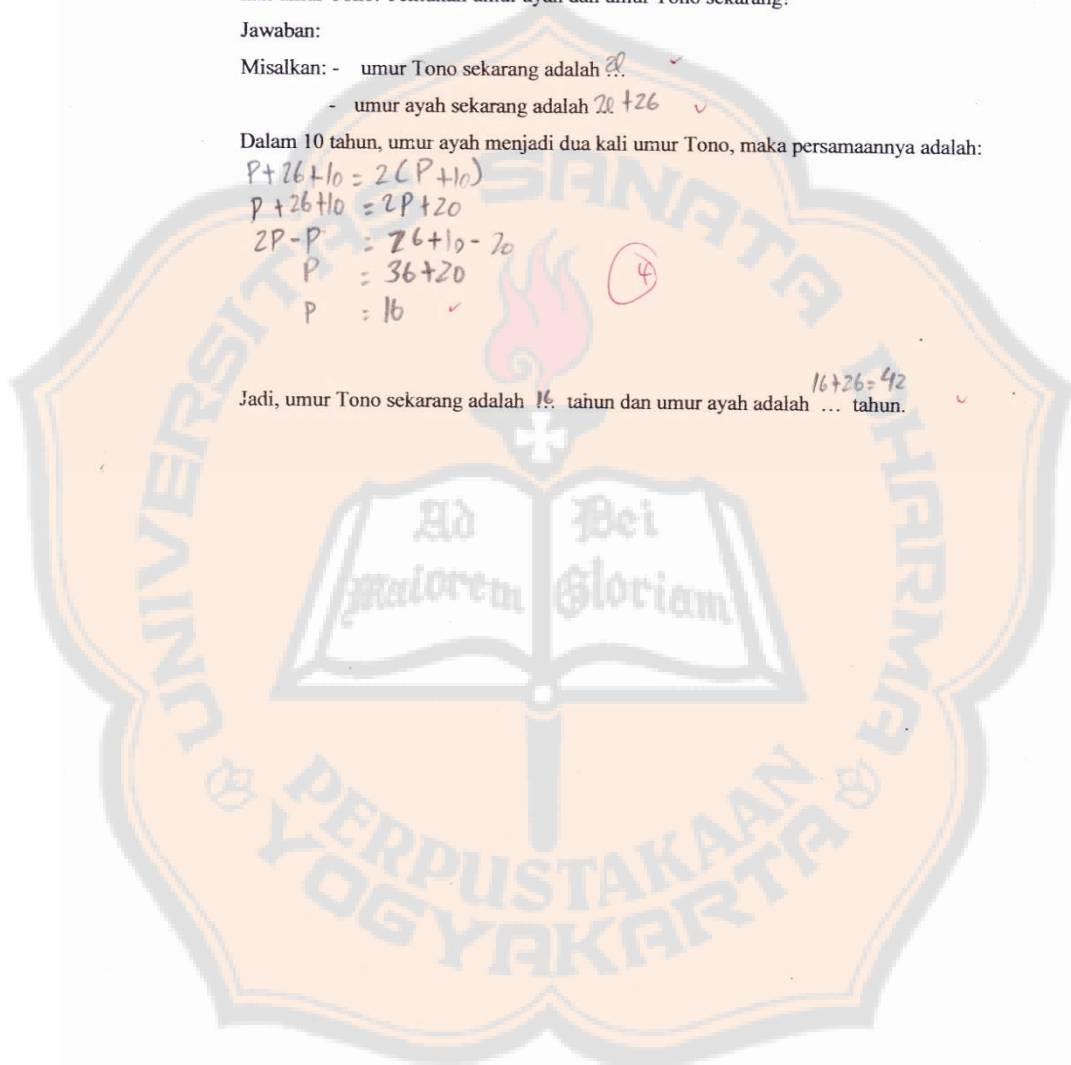 Jawaban:
Misalkan: - umur Tono sekarang adalah ...
- umur ayah sekarang adalah +26
Dalam 10 tahun, umur ayah menjadi dua kali umur Tono, maka persamaannya adalah:
P+26+10 = 2(P+10)
P+26+10 = 2P+20
2P-P = 26+10-20
P = 36+20
P = 16
4
16+26=42
Jadi, umur Tono sekarang adalah 16 tahun dan umur ayah adalah ... tahun.
UNIVERSITAS SANATA DHARMA
Ad Dei
maiorem Gloriam
PERPUSTAKAAN
YOGYAKARTA